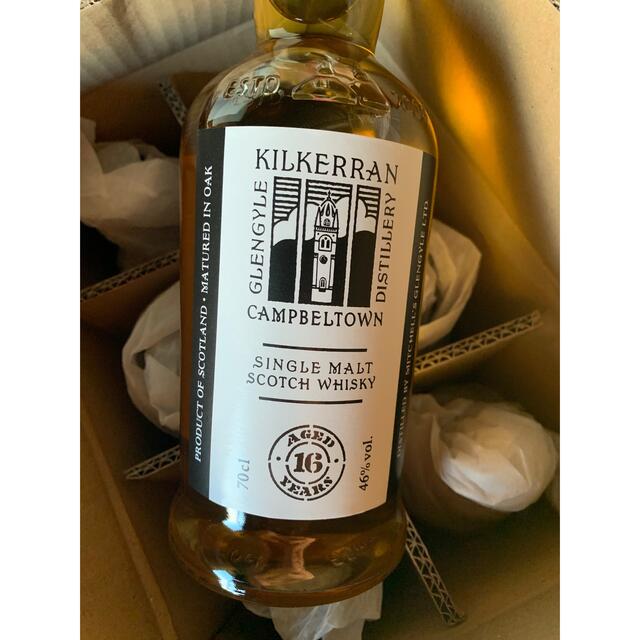 ESTD.
KILKERRAN
GLENGYLE
DISTILLERY
CAMPBELTOWN
SINGLE MALT
SCOTCH WHISKY
AGED
16
YEARS
70cl
46% vol.
PRODUCT OF SCOTLAND • MATURED IN OAK
DISTILLED BY MITCHELL'S GLENGYLE LTD